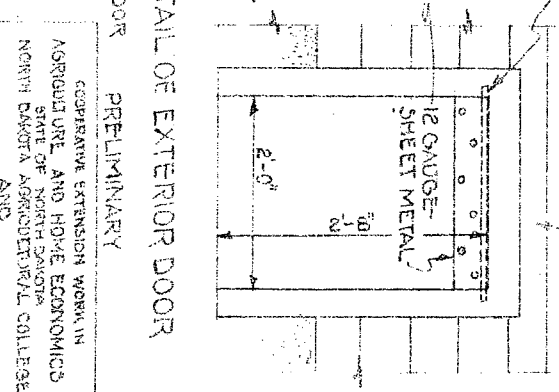 12 GAUGE
SHEET METAL
2'-0"
2'-8"
TAIL OF EXTERIOR DOOR
DOOR
PRELIMINARY
COOPERATIVE EXTENSION WORK IN
AGRICULTURE AND HOME ECONOMICS
STATE OF NORTH DAKOTA
NORTH DAKOTA AGRICULTURAL COLLEGE
AND